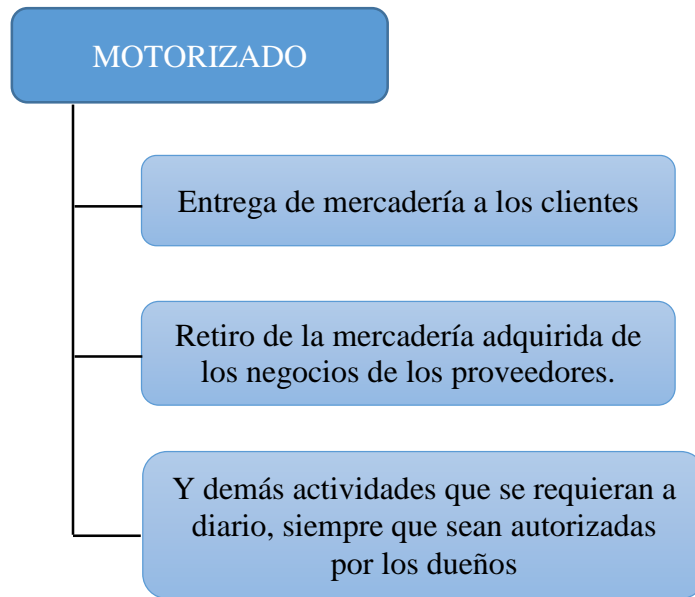 MOTORIZADO
Entrega de mercadería a los clientes
Retiro de la mercadería adquirida de
los negocios de los proveedores.
Y demás actividades que se requieran a
diario, siempre que sean autorizadas
por los dueños